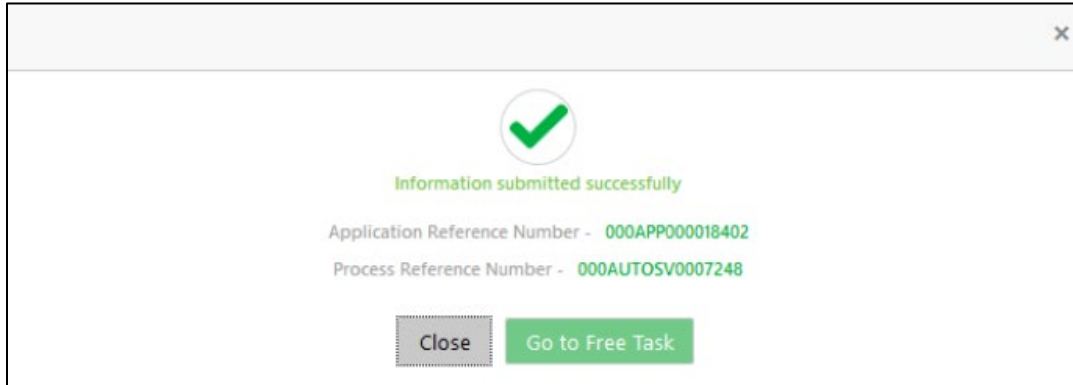 ×
Information submitted successfully
Application Reference Number - 000APP000018402
Process Reference Number - 000AUTOSV0007248
Close Go to Free Task